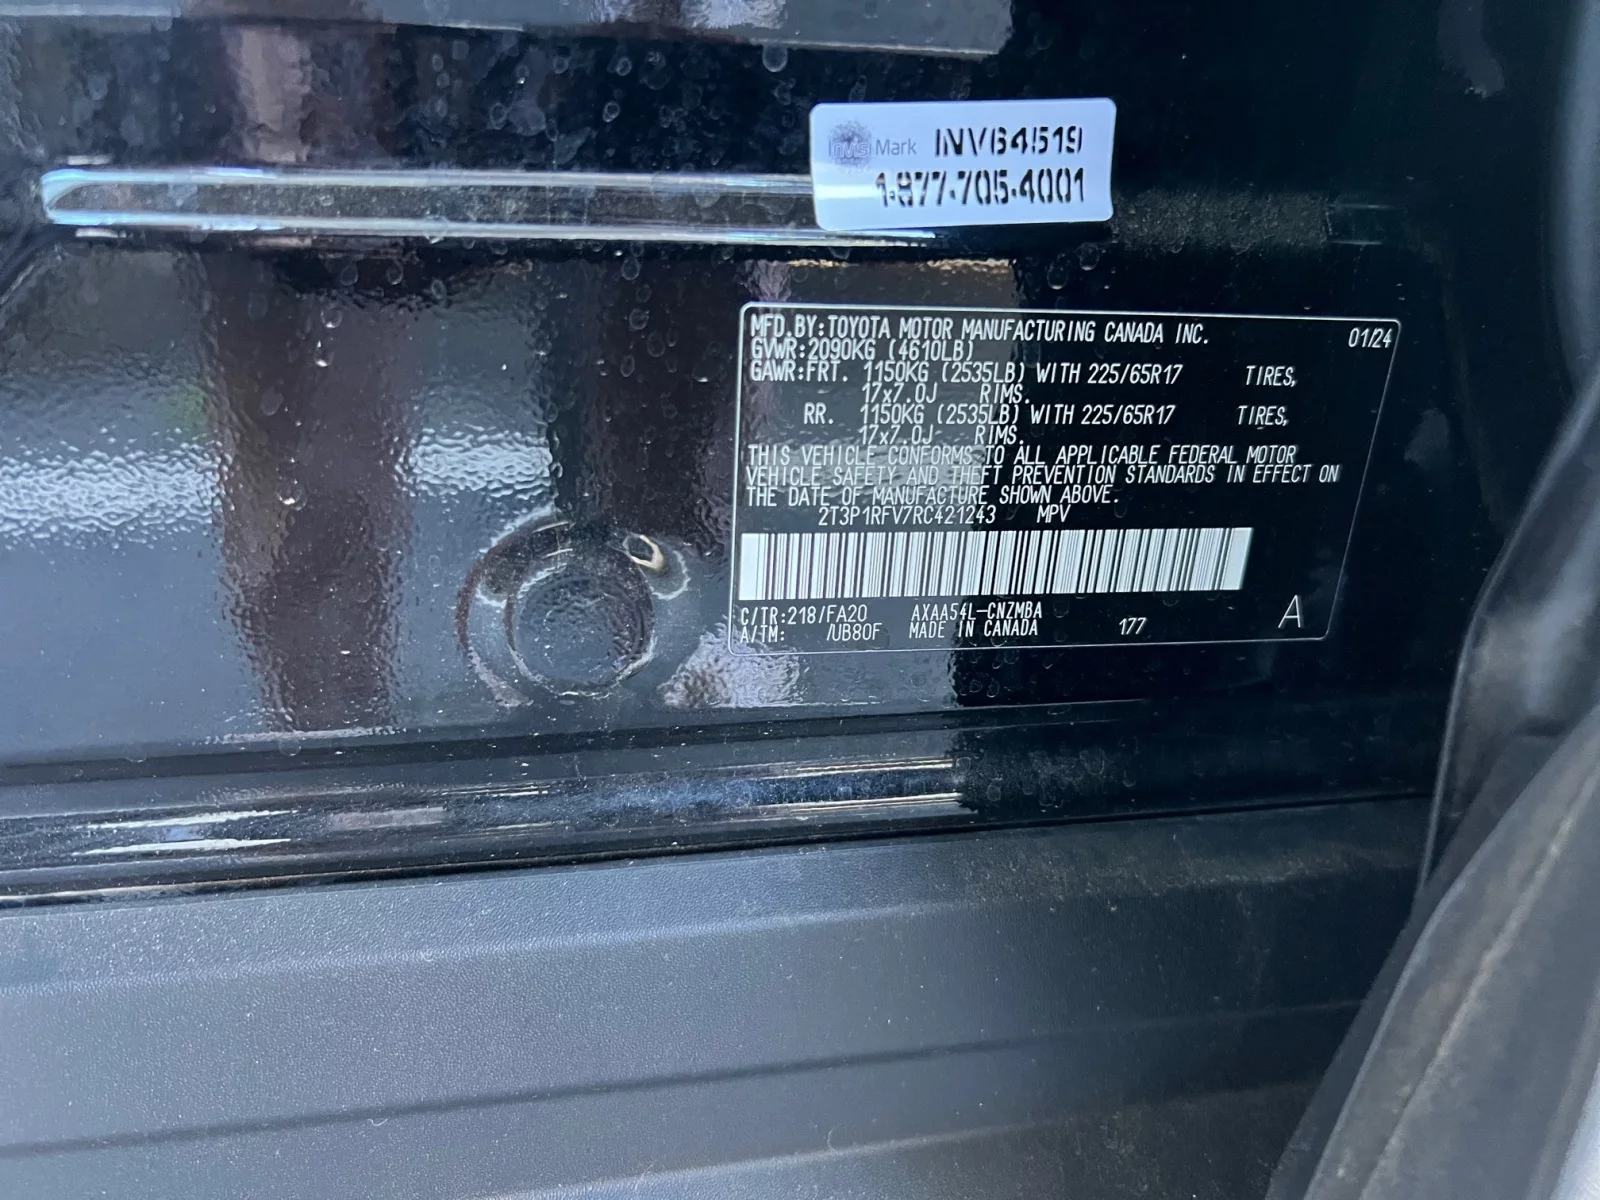 invis Mark INV64519
1-877-705-4001
MFD.BY:TOYOTA MOTOR MANUFACTURING CANADA INC. 01/24
GVWR:2090KG (4610LB)
GAWR:FRT. 1150KG (2535LB) WITH 225/65R17 TIRES,
17x7.0J RIMS.
RR. 1150KG (2535LB) WITH 225/65R17 TIRES,
17x7.0J RIMS.
THIS VEHICLE CONFORMS TO ALL APPLICABLE FEDERAL MOTOR
VEHICLE SAFETY AND THEFT PREVENTION STANDARDS IN EFFECT ON
THE DATE OF MANUFACTURE SHOWN ABOVE.
2T3P1RFV7RC421243 MPV
C/TR:218/FA20 AXAA54L-CNZMBA
A/TM: /UB80F MADE IN CANADA 177 A